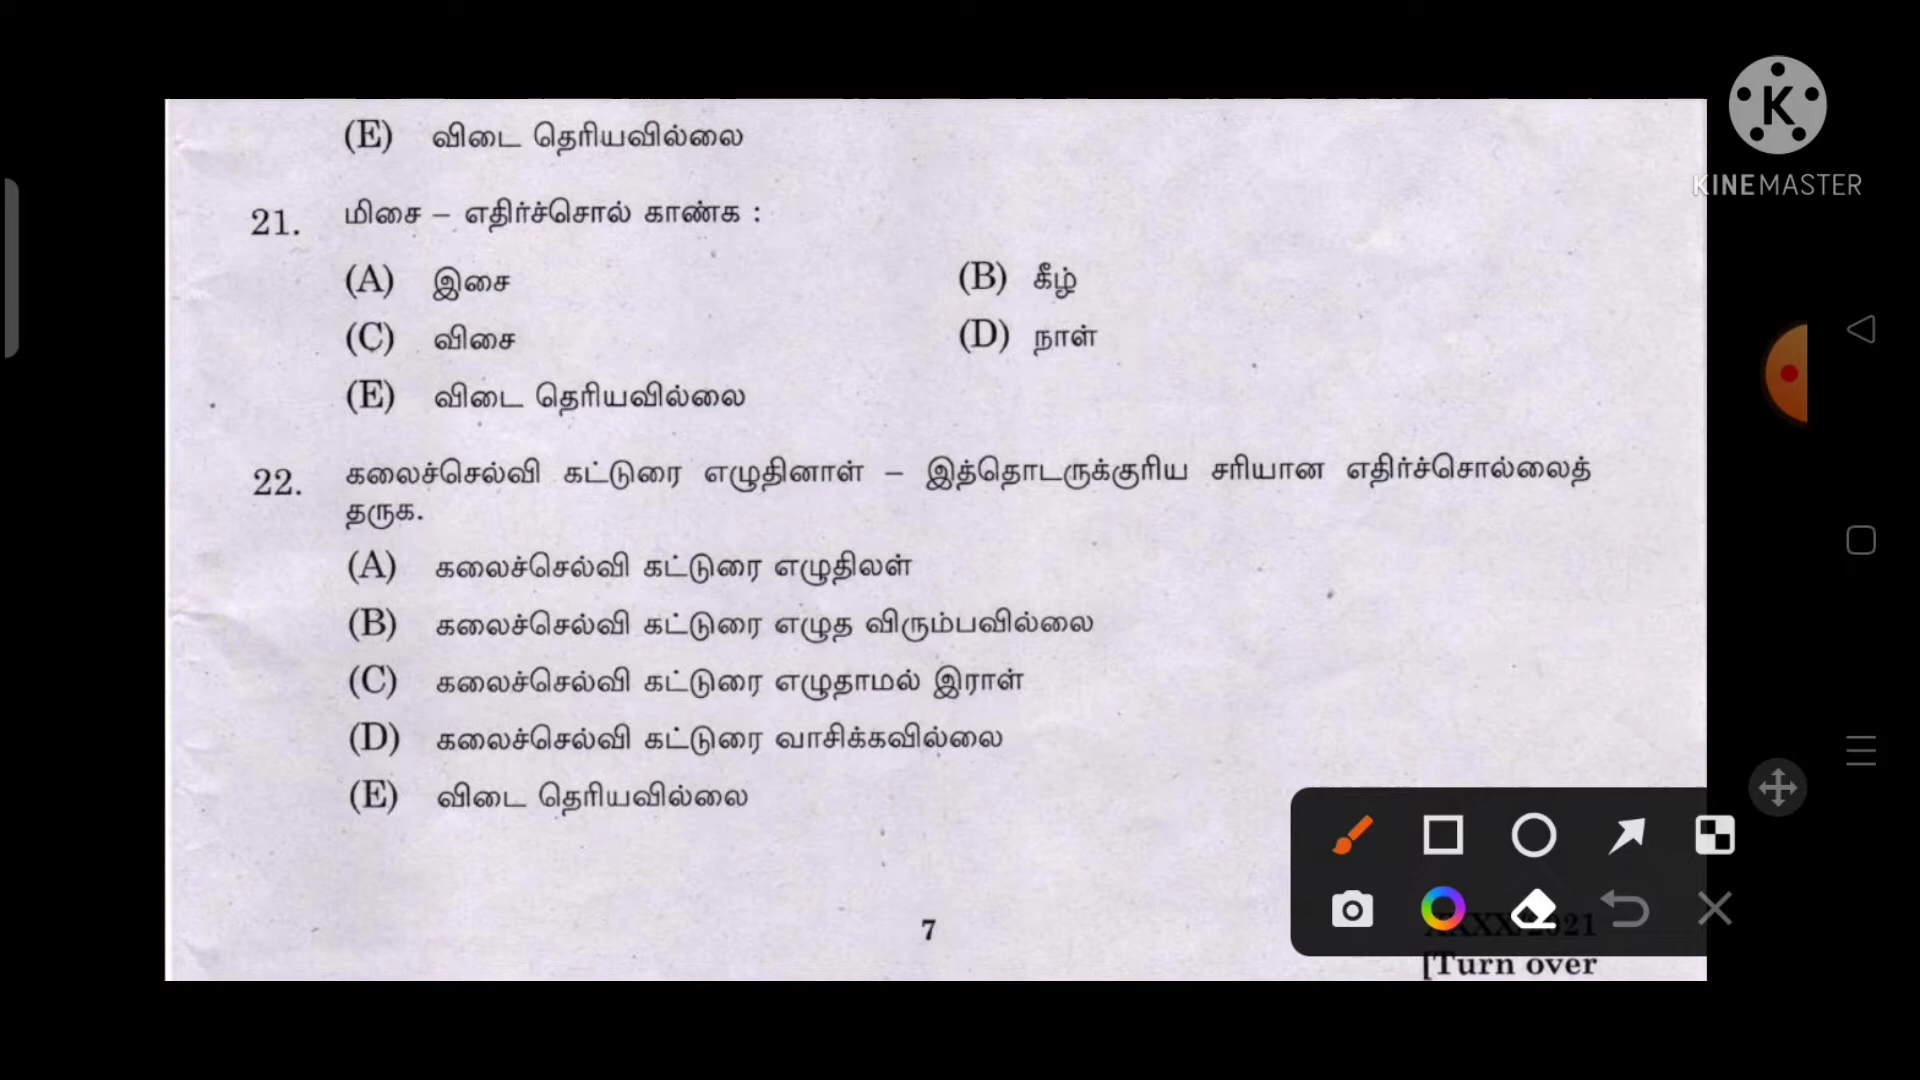 (E) விடை தெரியவில்லை
KINEMASTER
21. மிசை – எதிர்ச்சொல் காண்க :
(A) இசை (B) கீழ்
(C) விசை (D) நாள்
(E) விடை தெரியவில்லை
22. கலைச்செல்வி கட்டுரை எழுதினாள் – இத்தொடருக்குரிய சரியான எதிர்ச்சொல்லைத்
தருக.
(A) கலைச்செல்வி கட்டுரை எழுதிலள்
(B) கலைச்செல்வி கட்டுரை எழுத விரும்பவில்லை
(C) கலைச்செல்வி கட்டுரை எழுதாமல் இராள்
(D) கலைச்செல்வி கட்டுரை வாசிக்கவில்லை
(E) விடை தெரியவில்லை
7
[Turn over